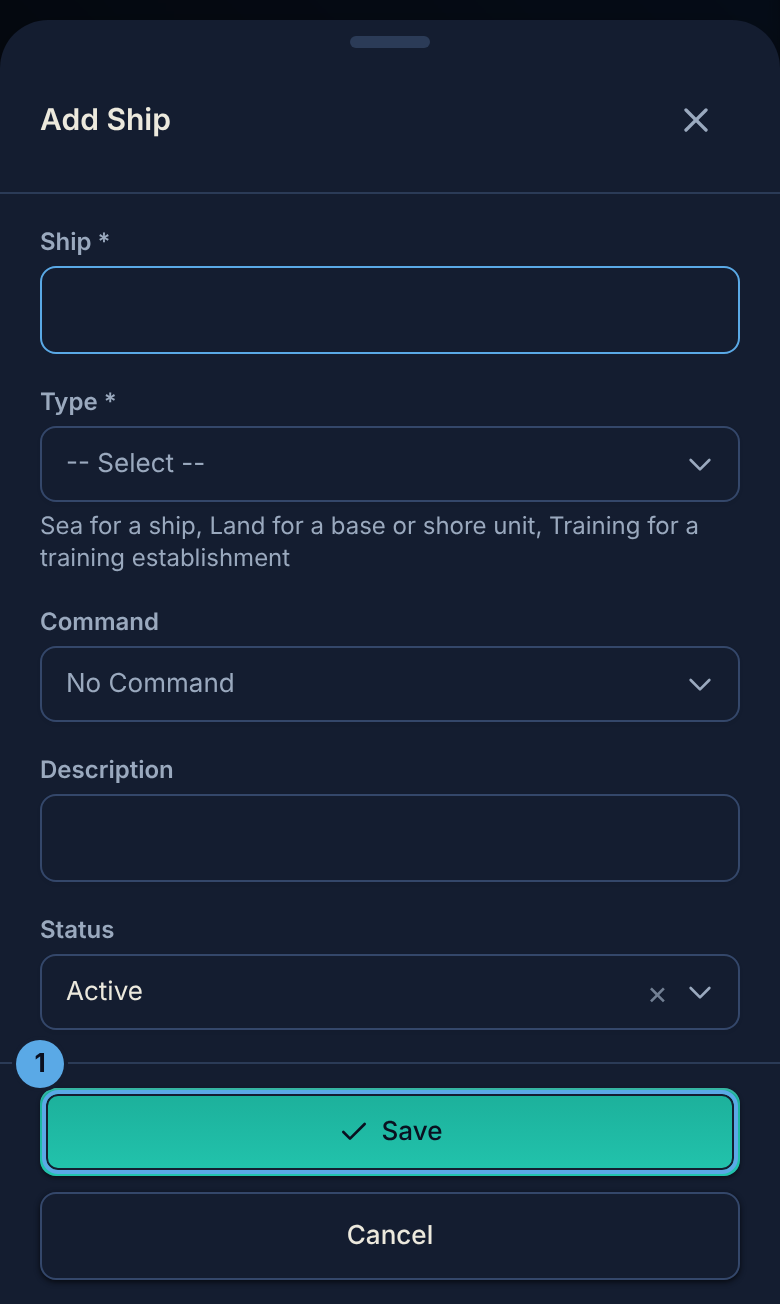 Add Ship
Ship *
Type *
-- Select --
Sea for a ship, Land for a base or shore unit, Training for a
training establishment
Command
No Command
Description
Status
Active
1
Save
Cancel